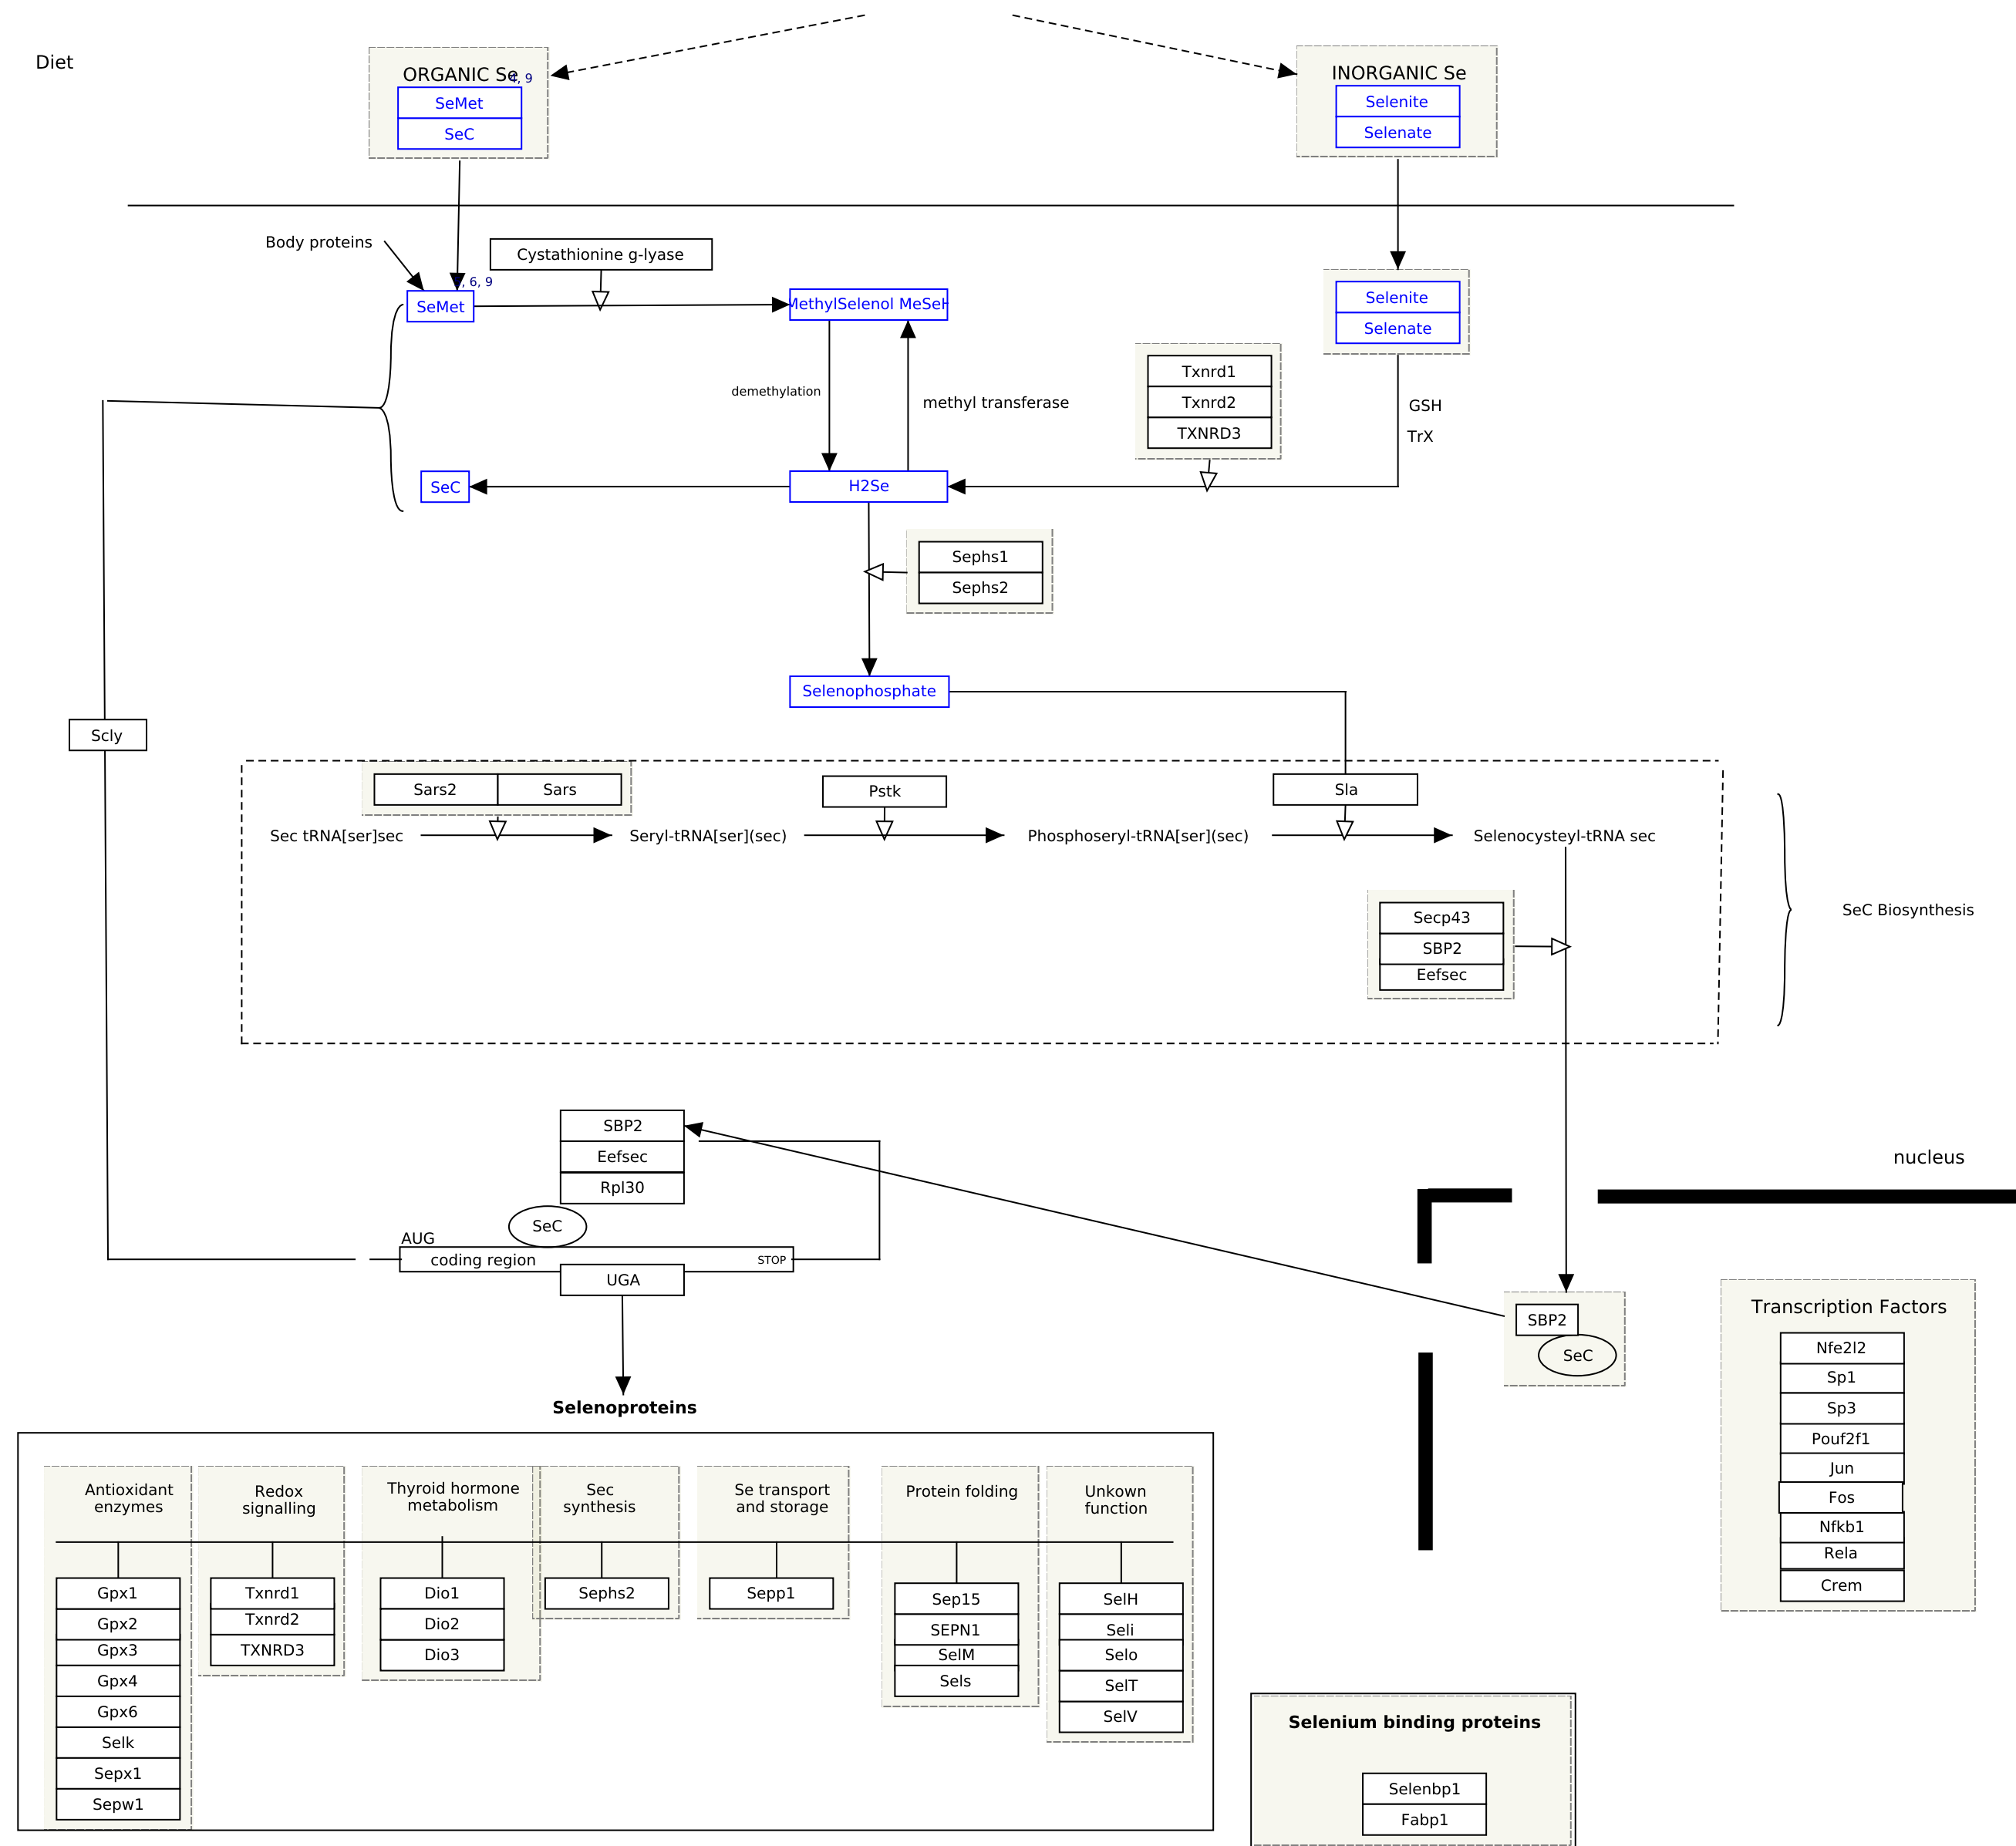 Diet
ORGANIC Se
4, 9
SeMet
SeC
INORGANIC Se
Selenite
Selenate
Body proteins
Cystathionine g-lyase
, 6, 9
SeMet
MethylSelenol MeSeH
Selenite
Selenate
Txnrd1
Txnrd2
TXNRD3
demethylation
methyl transferase
GSH
TrX
SeC
H2Se
Sephs1
Sephs2
Selenophosphate
Scly
Sars2
Sars
Pstk
Sla
Sec tRNA[ser]sec
Seryl-tRNA[ser](sec)
Phosphoseryl-tRNA[ser](sec)
Selenocysteyl-tRNA sec
Secp43
SBP2
Eefsec
SeC Biosynthesis
SBP2
Eefsec
Rpl30
nucleus
SeC
AUG
coding region
STOP
UGA
SBP2
SeC
Transcription Factors
Nfe2l2
Sp1
Sp3
Pouf2f1
Jun
Fos
Nfkb1
Rela
Crem
Selenoproteins
Antioxidant
enzymes
Redox
signalling
Thyroid hormone
metabolism
Sec
synthesis
Se transport
and storage
Protein folding
Unkown
function
Gpx1
Gpx2
Gpx3
Gpx4
Gpx6
Selk
Sepx1
Sepw1
Txnrd1
Txnrd2
TXNRD3
Dio1
Dio2
Dio3
Sephs2
Sepp1
Sep15
SEPN1
SelM
Sels
SelH
Seli
Selo
SelT
SelV
Selenium binding proteins
Selenbp1
Fabp1